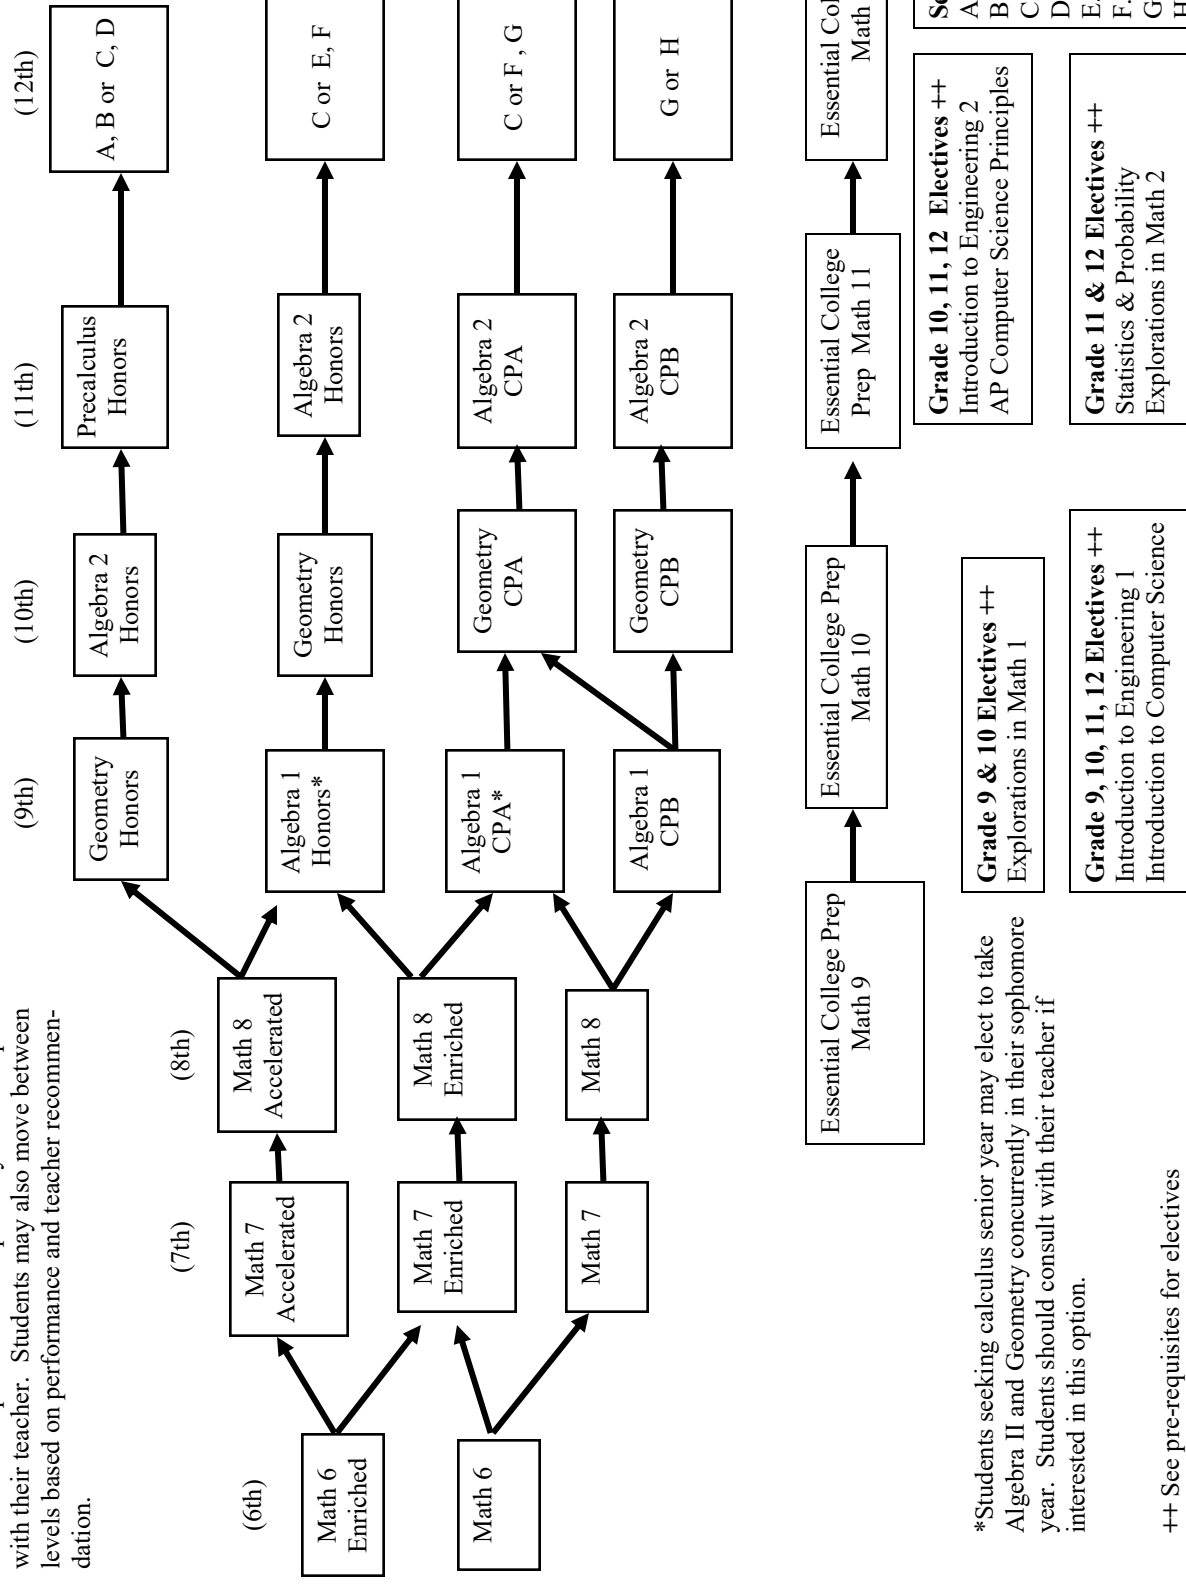 with their teacher.  Students may also move between
levels based on performance and teacher recommen-
dation.
(6th)
(7th)
(8th)
(9th)
(10th)
(11th)
(12th)
Math 6
Enriched
Math 6
Math 7
Accelerated
Math 7
Enriched
Math 7
Math 8
Accelerated
Math 8
Enriched
Math 8
Geometry
Honors
Algebra 2
Honors
Precalculus
Honors
A, B or  C, D
Algebra 1
Honors*
Geometry
Honors
Algebra 2
Honors
C or  E, F
Algebra 1
CPA*
Geometry
CPA
Algebra 2
CPA
C or F , G
Algebra 1
CPB
Geometry
CPB
Algebra 2
CPB
G or  H
Essential College Prep
Math 9
Essential College Prep
Math 10
Essential College
Prep  Math 11
Essential Col
Math
*Students seeking calculus senior year may elect to take
Algebra II and Geometry concurrently in their sophomore
year.  Students should consult with their teacher if
interested in this option.
++ See pre-requisites for electives
Grade 9 & 10 Electives ++
Explorations in Math 1
Grade 9, 10, 11, 12 Electives ++
Introduction to Engineering 1
Introduction to Computer Science
Grade 10, 11, 12  Electives ++
Introduction to Engineering 2
AP Computer Science Principles
Grade 11 & 12 Electives ++
Statistics & Probability
Explorations in Math 2
Se
A
B
C
D
E.
F.
G
H